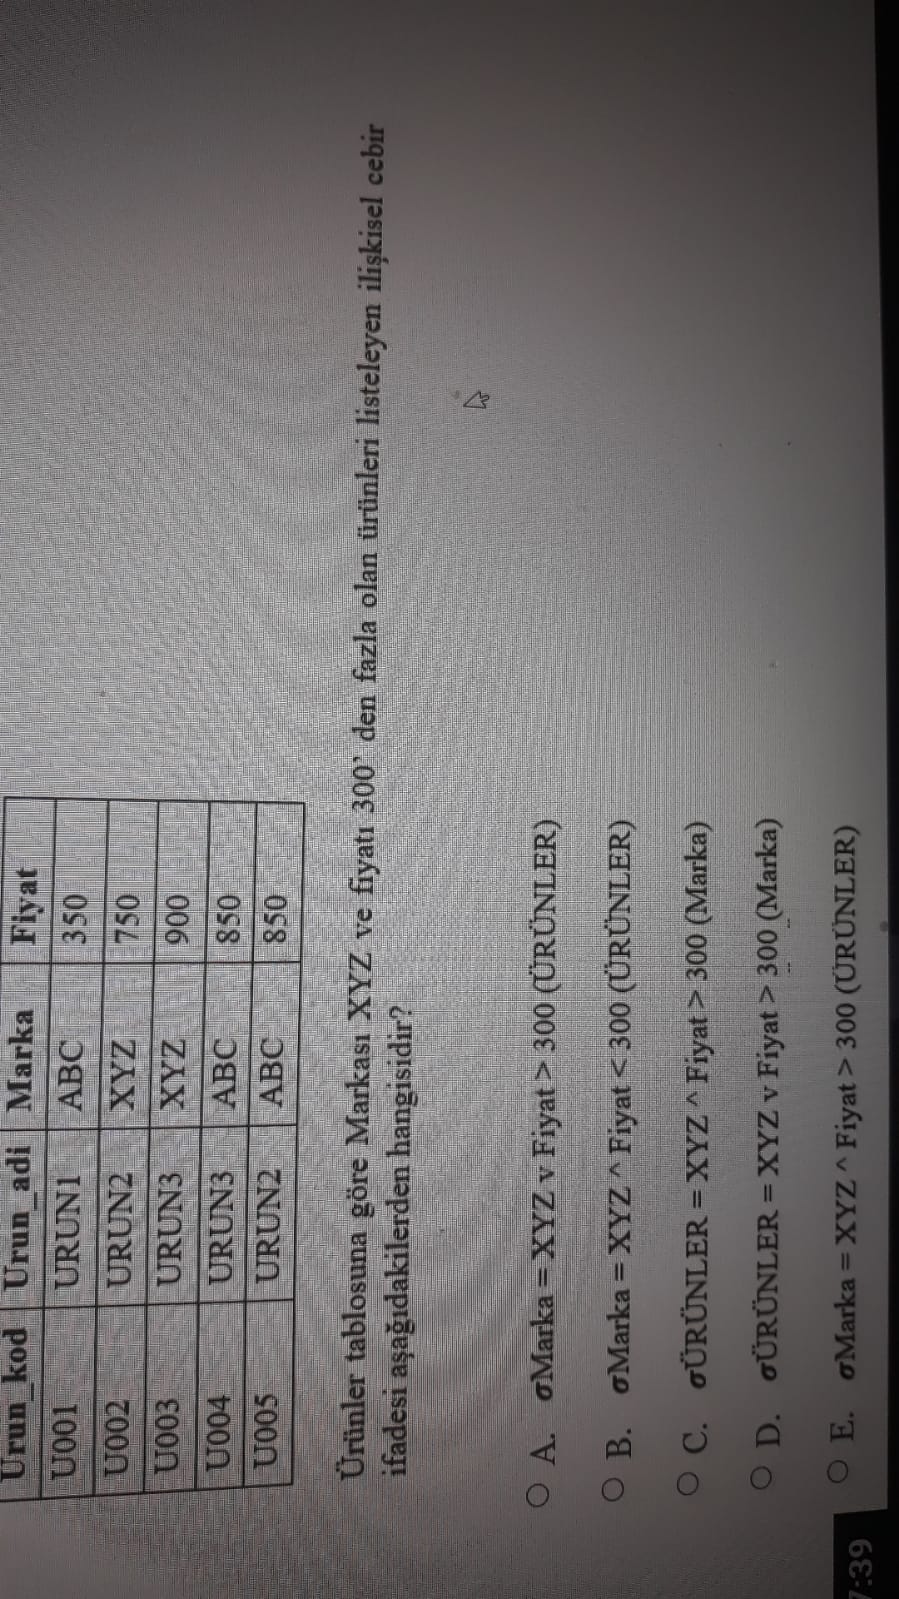 Urun_kod Urun_adi Marka Fiyat
U001 URUN1 ABC 350
U002 URUN2 XYZ 750
U003 URUN3 XYZ 900
U004 URUN3 ABC 850
U005 URUN2 ABC 850
Ürünler tablosuna göre Markası XYZ ve fiyatı 300’ den fazla olan ürünleri listeleyen ilişkisel cebir
ifadesi aşağıdakilerden hangisidir?
A. σMarka = XYZ v Fiyat > 300 (ÜRÜNLER)
B. σMarka = XYZ ^ Fiyat < 300 (ÜRÜNLER)
C. σÜRÜNLER = XYZ ^ Fiyat > 300 (Marka)
D. σÜRÜNLER = XYZ v Fiyat > 300 (Marka)
E. σMarka = XYZ ^ Fiyat > 300 (ÜRÜNLER)
7:39